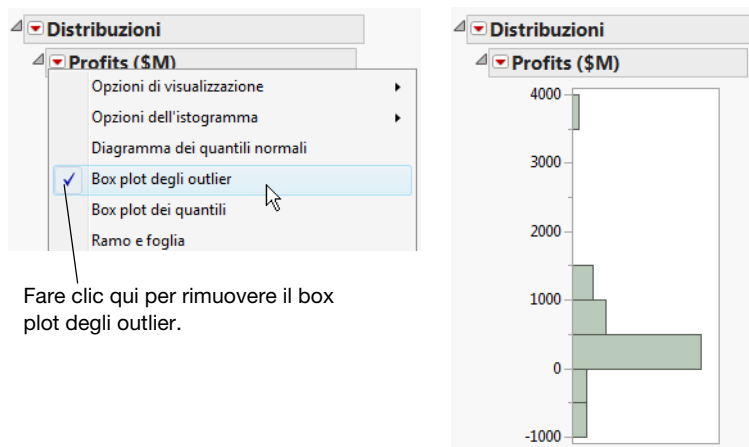 Distribuzioni
Profits ($M)
Opzioni di visualizzazione
Opzioni dell'istogramma
Diagramma dei quantili normali
Box plot degli outlier
Box plot dei quantili
Ramo e foglia
Fare clic qui per rimuovere il box
plot degli outlier.
Distribuzioni
Profits ($M)
4000
3000
2000
1000
0
-1000